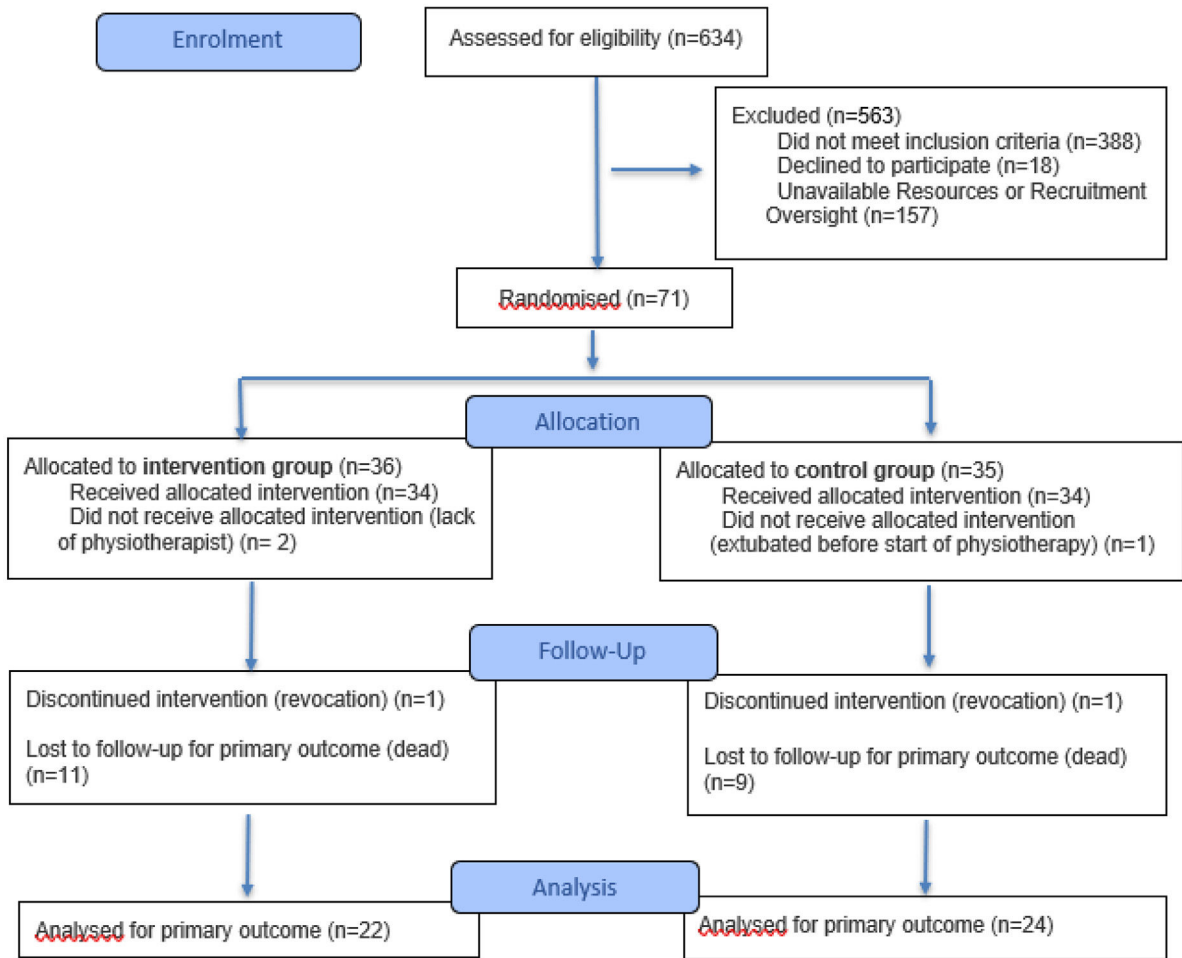 Enrolment
Assessed for eligibility (n=634)
Excluded (n=563)
Did not meet inclusion criteria (n=388)
Declined to participate (n=18)
Unavailable Resources or Recruitment
Oversight (n=157)
Randomised (n=71)
Allocation
Allocated to intervention group (n=36)
Received allocated intervention (n=34)
Did not receive allocated intervention (lack
of physiotherapist) (n= 2)
Allocated to control group (n=35)
Received allocated intervention (n=34)
Did not receive allocated intervention
(extubated before start of physiotherapy) (n=1)
Follow-Up
Discontinued intervention (revocation) (n=1)
Lost to follow-up for primary outcome (dead)
(n=11)
Discontinued intervention (revocation) (n=1)
Lost to follow-up for primary outcome (dead)
(n=9)
Analysis
Analysed for primary outcome (n=22)
Analysed for primary outcome (n=24)